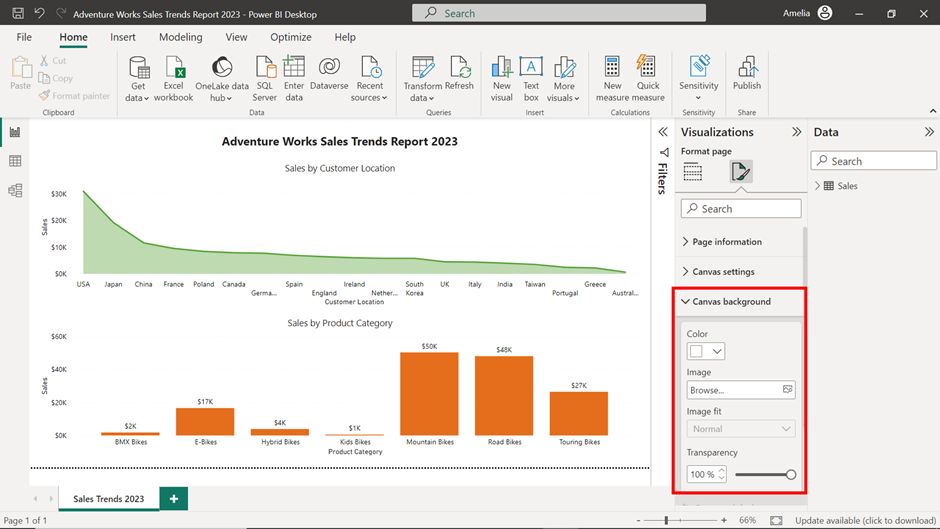 Adventure Works Sales Trends Report 2023 - Power BI Desktop
Search
Amelia
File Home Insert Modeling View Optimize Help
Paste
Cut
Copy
Format painter
Clipboard
Get data
Excel workbook
OneLake data hub
SQL Server
Enter data
Dataverse
Recent sources
Data
Transform data
Refresh
Queries
New visual
Text box
More visuals
Insert
New measure
Quick measure
Calculations
Sensitivity
Sensitivity
Publish
Share
Adventure Works Sales Trends Report 2023
Sales by Customer Location
Sales
$30K
$20K
$10K
$0K
USA Japan China France Poland Canada Germa... Spain England Ireland Nether... South Korea UK Italy India Taiwan Portugal Greece Austral...
Customer Location
Sales by Product Category
Sales
$60K
$40K
$20K
$0K
$2K $17K $4K $1K $50K $48K $27K
BMX Bikes E-Bikes Hybrid Bikes Kids Bikes Mountain Bikes Road Bikes Touring Bikes
Product Category
Filters
Visualizations
Format page
Search
Page information
Canvas settings
Canvas background
Color
Image
Browse...
Image fit
Normal
Transparency
100 %
Data
Search
Sales
Sales Trends 2023
+
Page 1 of 1
- + 66%
Update available (click to download)